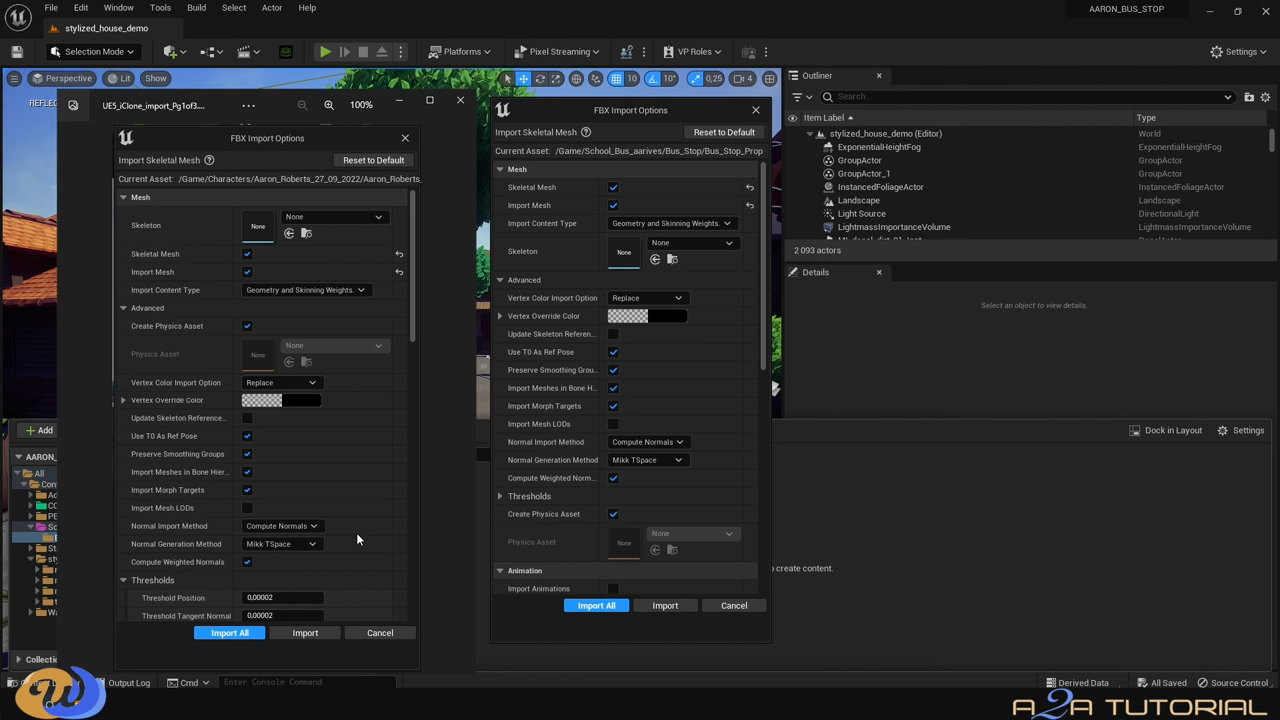 File Edit Window Tools Build Select Actor Help
AARON_BUS_STOP
stylized_house_demo
Selection Mode
Platforms
Pixel Streaming
VP Roles
Settings
Perspective
Lit
Show
10
10°
0,25
4
Outliner
Search...
Item Label
Type
stylized_house_demo (Editor) World
ExponentialHeightFog ExponentialHeightFog
GroupActor GroupActor
GroupActor_1 GroupActor
InstancedFoliageActor InstancedFoliageActor
Landscape Landscape
Light Source DirectionalLight
LightmassImportanceVolume LightmassImportanceVolume
2 093 actors
Details
Select an object to view details.
UE5_iClone_import_Pg1of3....
100%
FBX Import Options
Import Skeletal Mesh
Reset to Default
Current Asset: /Game/Characters/Aaron_Roberts_27_09_2022/Aaron_Roberts_
Mesh
Skeleton
None
None
Skeletal Mesh
Import Mesh
Import Content Type Geometry and Skinning Weights.
Advanced
Create Physics Asset
Physics Asset
None
None
Vertex Color Import Option Replace
Vertex Override Color
Update Skeleton Reference...
Use T0 As Ref Pose
Preserve Smoothing Groups
Import Meshes in Bone Hier...
Import Morph Targets
Import Mesh LODs
Normal Import Method Compute Normals
Normal Generation Method Mikk TSpace
Compute Weighted Normals
Thresholds
Threshold Position 0,00002
Threshold Tangent Normal 0,00002
Import All
Import
Cancel
FBX Import Options
Import Skeletal Mesh
Reset to Default
Current Asset: /Game/School_Bus_aarives/Bus_Stop/Bus_Stop_Prop
Mesh
Skeletal Mesh
Import Mesh
Import Content Type Geometry and Skinning Weights.
Skeleton
None
None
Advanced
Vertex Color Import Option Replace
Vertex Override Color
Update Skeleton Referen...
Use T0 As Ref Pose
Preserve Smoothing Grou...
Import Meshes in Bone H...
Import Morph Targets
Import Mesh LODs
Normal Import Method Compute Normals
Normal Generation Method Mikk TSpace
Compute Weighted Norm...
Thresholds
Create Physics Asset
Physics Asset
None
None
Animation
Import Animations
Import All
Import
Cancel
Add
Dock in Layout
Settings
All
to create content.
Output Log
Cmd
Enter Console Command
Derived Data
All Saved
Source Control
A2A TUTORIAL